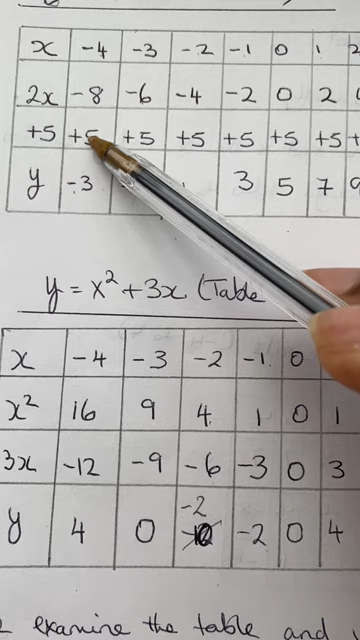 x -4 -3 -2 -1 0 1 2
2x -8 -6 -4 -2 0 2
+5 +5 +5 +5 +5 +5 +5 +
y -3 3 5 7 9
y = x² + 3x (Table
x -4 -3 -2 -1 0
x² 16 9 4 1 0 1
3x -12 -9 -6 -3 0 3
-2
y 4 0 -2 0 4
examine the table and